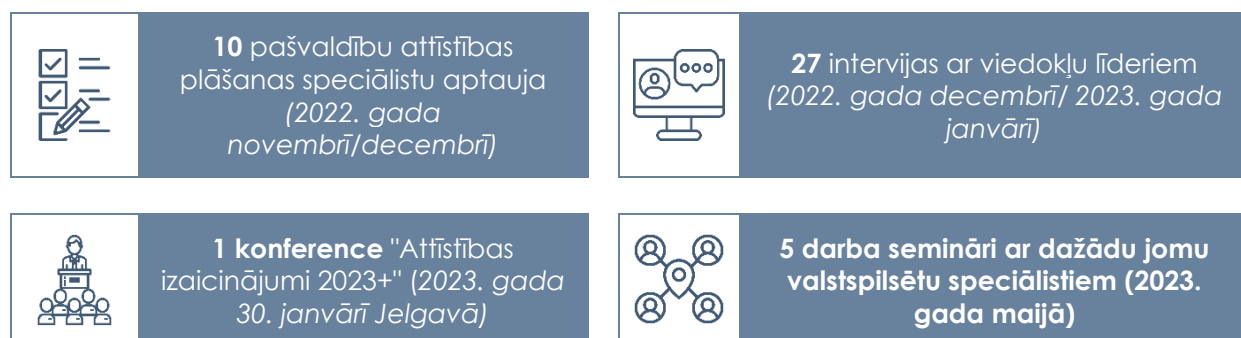 10 pašvaldību attīstības
plāšanas speciālistu aptauja
(2022. gada
novembrī/decembrī)
27 intervijas ar viedokļu līderiem
(2022. gada decembrī/ 2023. gada
janvārī)
1 konference "Attīstības
izaicinājumi 2023+" (2023. gada
30. janvārī Jelgavā)
5 darba semināri ar dažādu jomu
valstspilsētu speciālistiem (2023.
gada maijā)